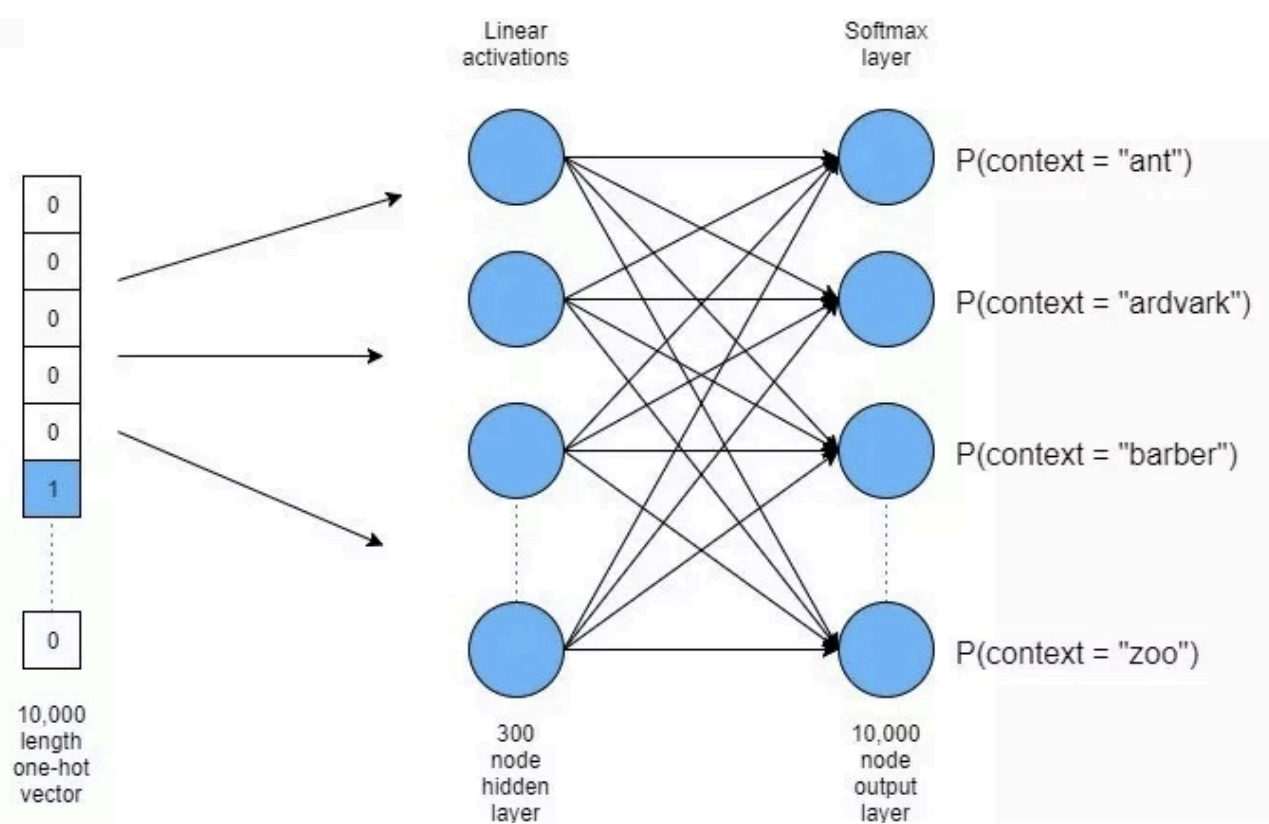 Linear
activations
Softmax
layer
0
0
0
0
0
1
0
10,000
length
one-hot
vector
300
node
hidden
layer
10,000
node
output
layer
P(context = "ant")
P(context = "ardvark")
P(context = "barber")
P(context = "zoo")